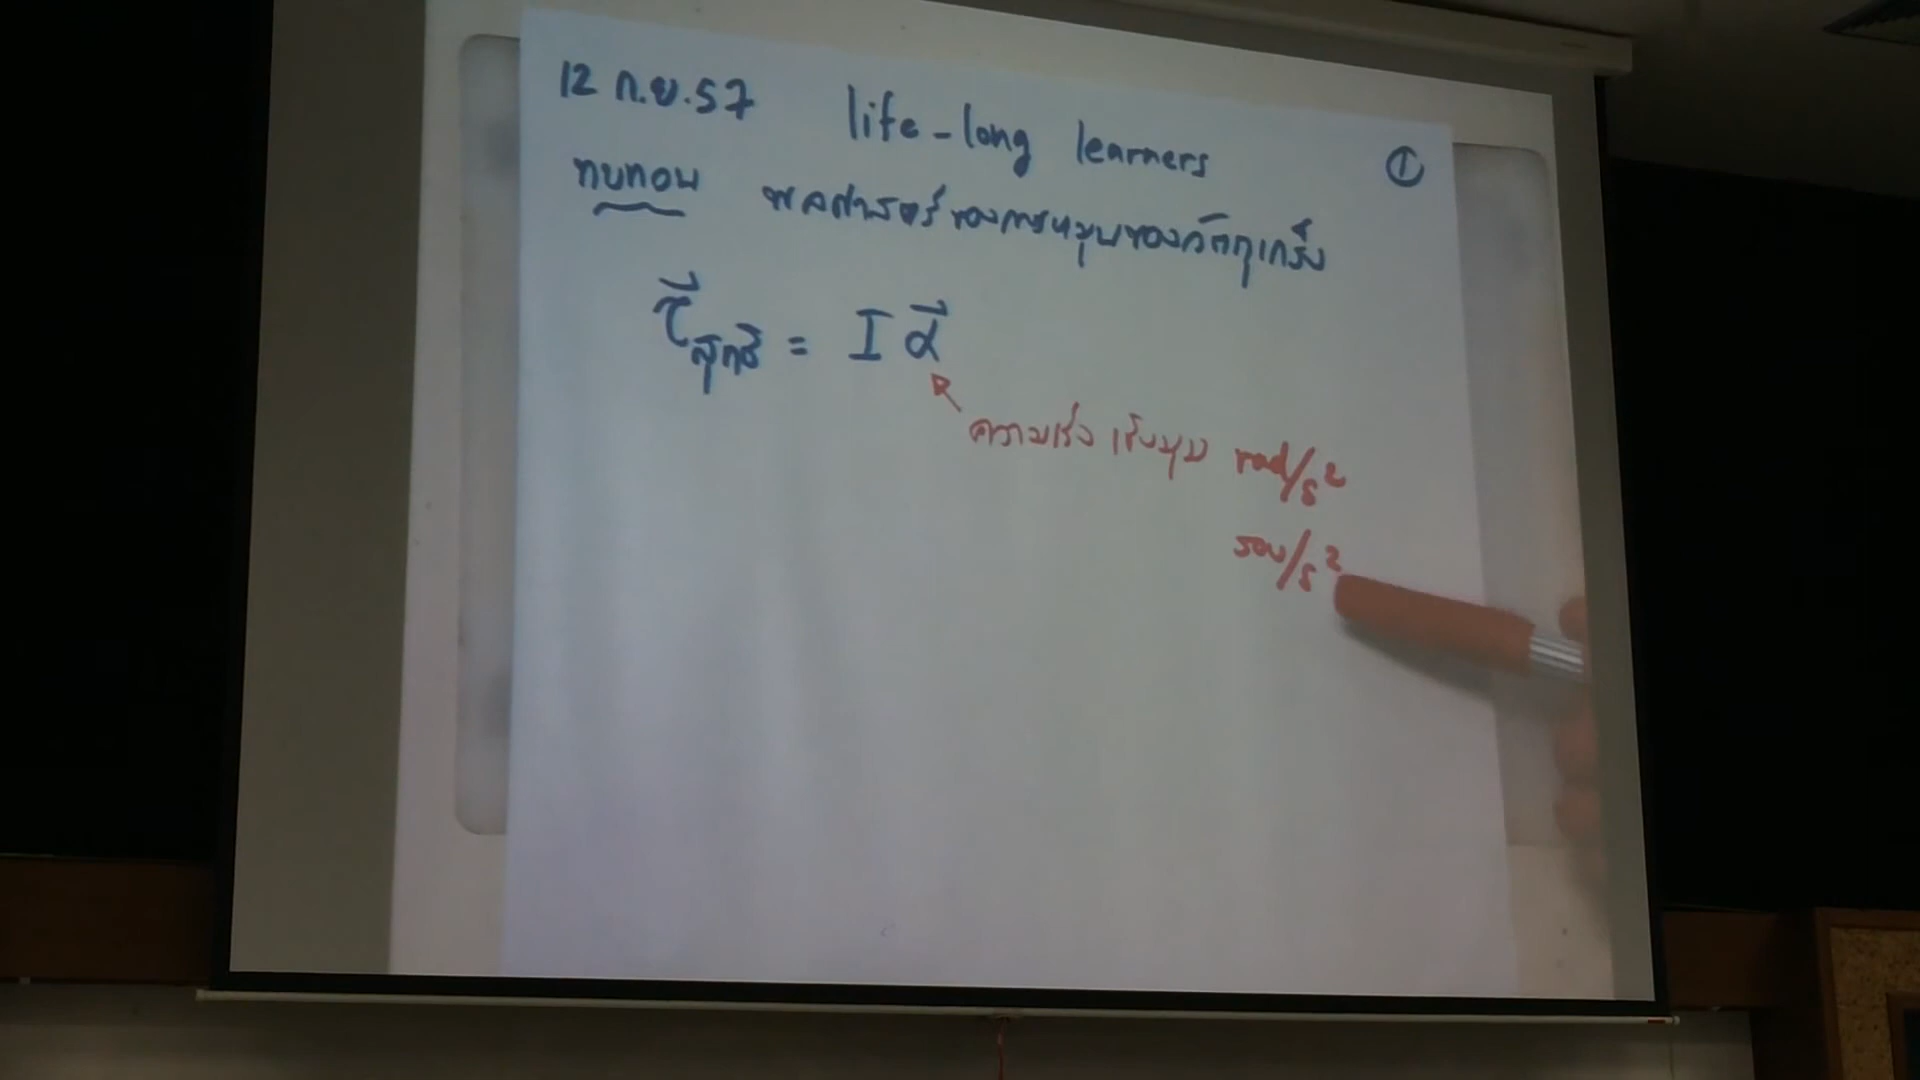 12 ก.ย.57 life-long learners ①
ทบทวน พลศาสตร์ของการหมุนของวัตถุเกร็ง
τ⃗สุทธิ = I α⃗
ความเร่งเชิงมุม rad/s²
รอบ/s²